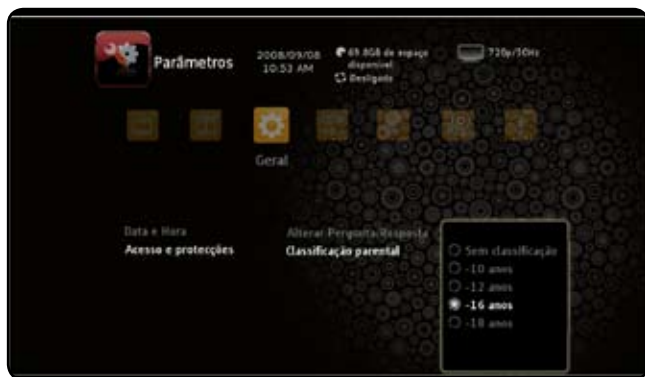 Parâmetros
2008/09/08
10:53 AM
69.8GB de espaço
disponível
Desligado
720p/50Hz
Geral
Data e Hora
Acesso e protecções
Alterar Pergunta/Resposta
Classificação parental
Sem classificação
-10 anos
-12 anos
-16 anos
-18 anos